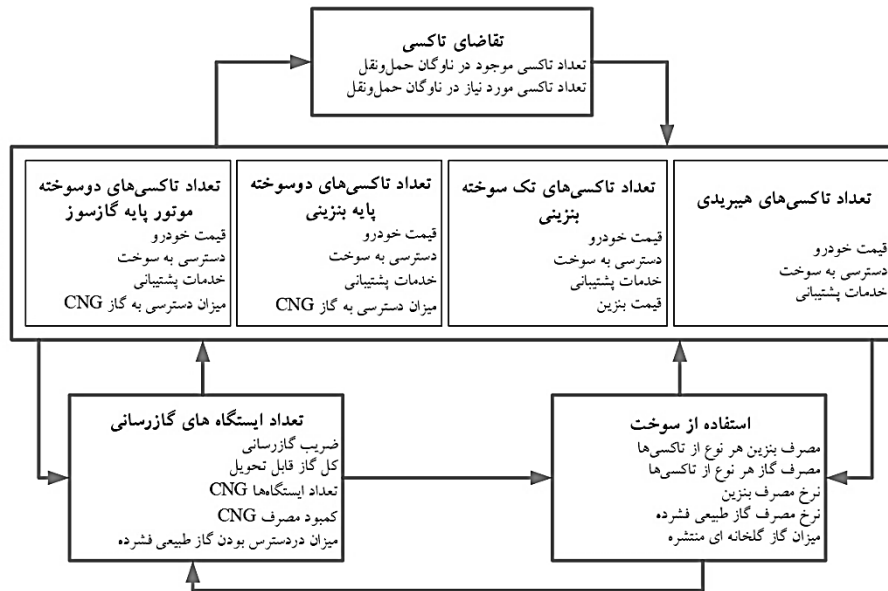 تقاضای تاکسی
تعداد تاکسی موجود در ناوگان حمل‌ونقل
تعداد تاکسی مورد نیاز در ناوگان حمل‌ونقل
تعداد تاکسی‌های هیبریدی
قیمت خودرو
دسترسی به سوخت
خدمات پشتیبانی
تعداد تاکسی‌های تک سوخته
بنزینی
قیمت خودرو
دسترسی به سوخت
خدمات پشتیبانی
قیمت بنزین
تعداد تاکسی‌های دوسوخته
پایه بنزینی
قیمت خودرو
دسترسی به سوخت
خدمات پشتیبانی
میزان دسترسی به گاز CNG
تعداد تاکسی‌های دوسوخته
موتور پایه گازسوز
قیمت خودرو
دسترسی به سوخت
خدمات پشتیبانی
میزان دسترسی به گاز CNG
استفاده از سوخت
مصرف بنزین هر نوع از تاکسی‌ها
مصرف گاز هر نوع از تاکسی‌ها
نرخ مصرف بنزین
نرخ مصرف گاز طبیعی فشرده
میزان گاز گلخانه ای منتشره
تعداد ایستگاه های گازرسانی
ضریب گازرسانی
کل گاز قابل تحویل
تعداد ایستگاه‌ها CNG
کمبود مصرف CNG
میزان دردسترس بودن گاز طبیعی فشرده